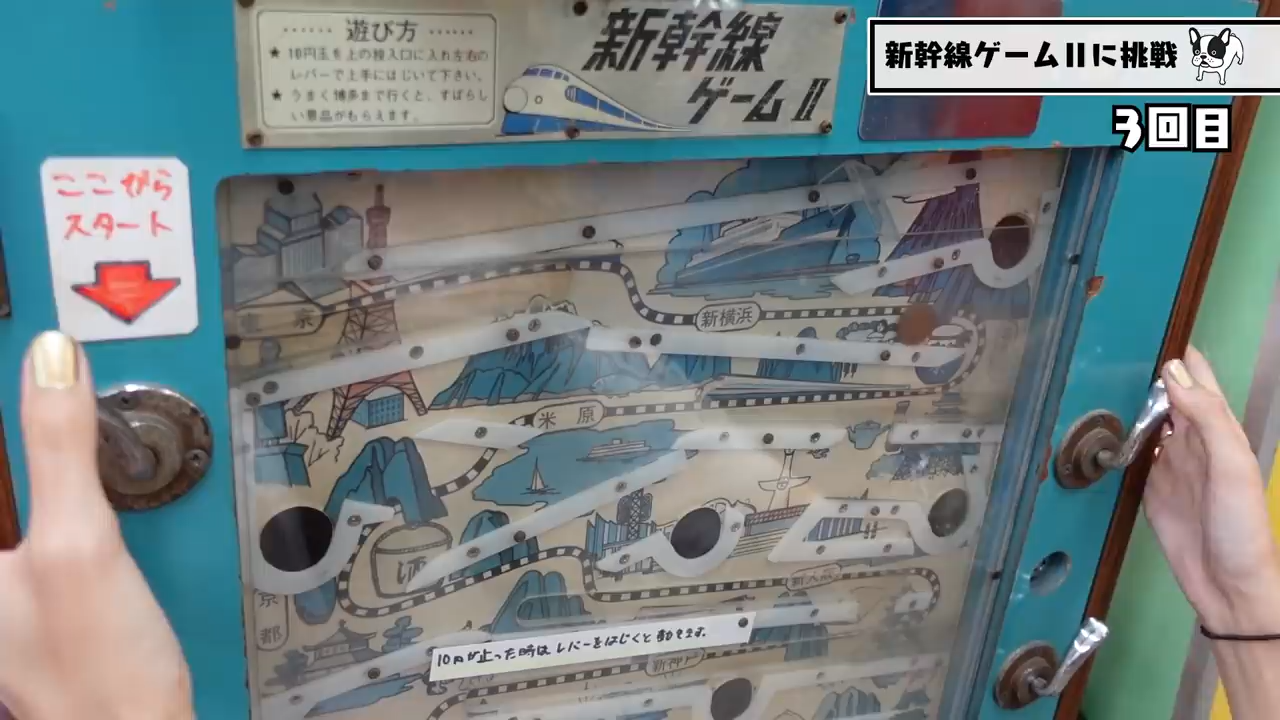 遊び方
★ 10円玉を上の投入口に入れ左右の
レバーで上手にはじいて下さい。
★ うまく博多まで行くと、すばらし
い景品がもらえます。
新幹線
ゲームⅡ
新幹線ゲームⅡに挑戦
3回目
ここから
スタート
東京
新横浜
米原
酒
京都
新大阪
10円が止った時はレバーをはじくと動きます。
新神戸